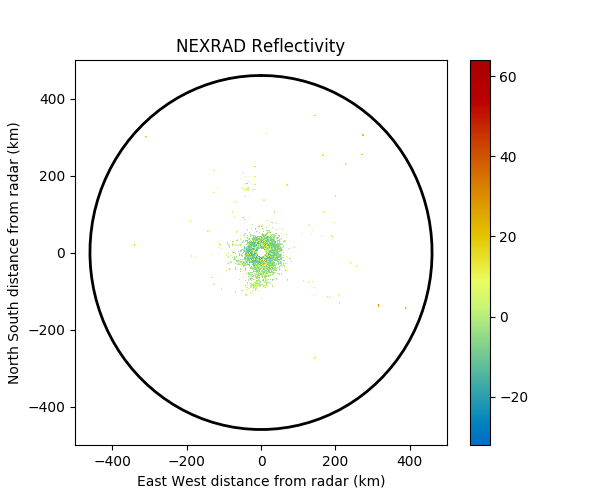 NEXRAD Reflectivity
North South distance from radar (km)
400
200
0
−200
−400
−400 −200 0 200 400
East West distance from radar (km)
60
40
20
0
−20